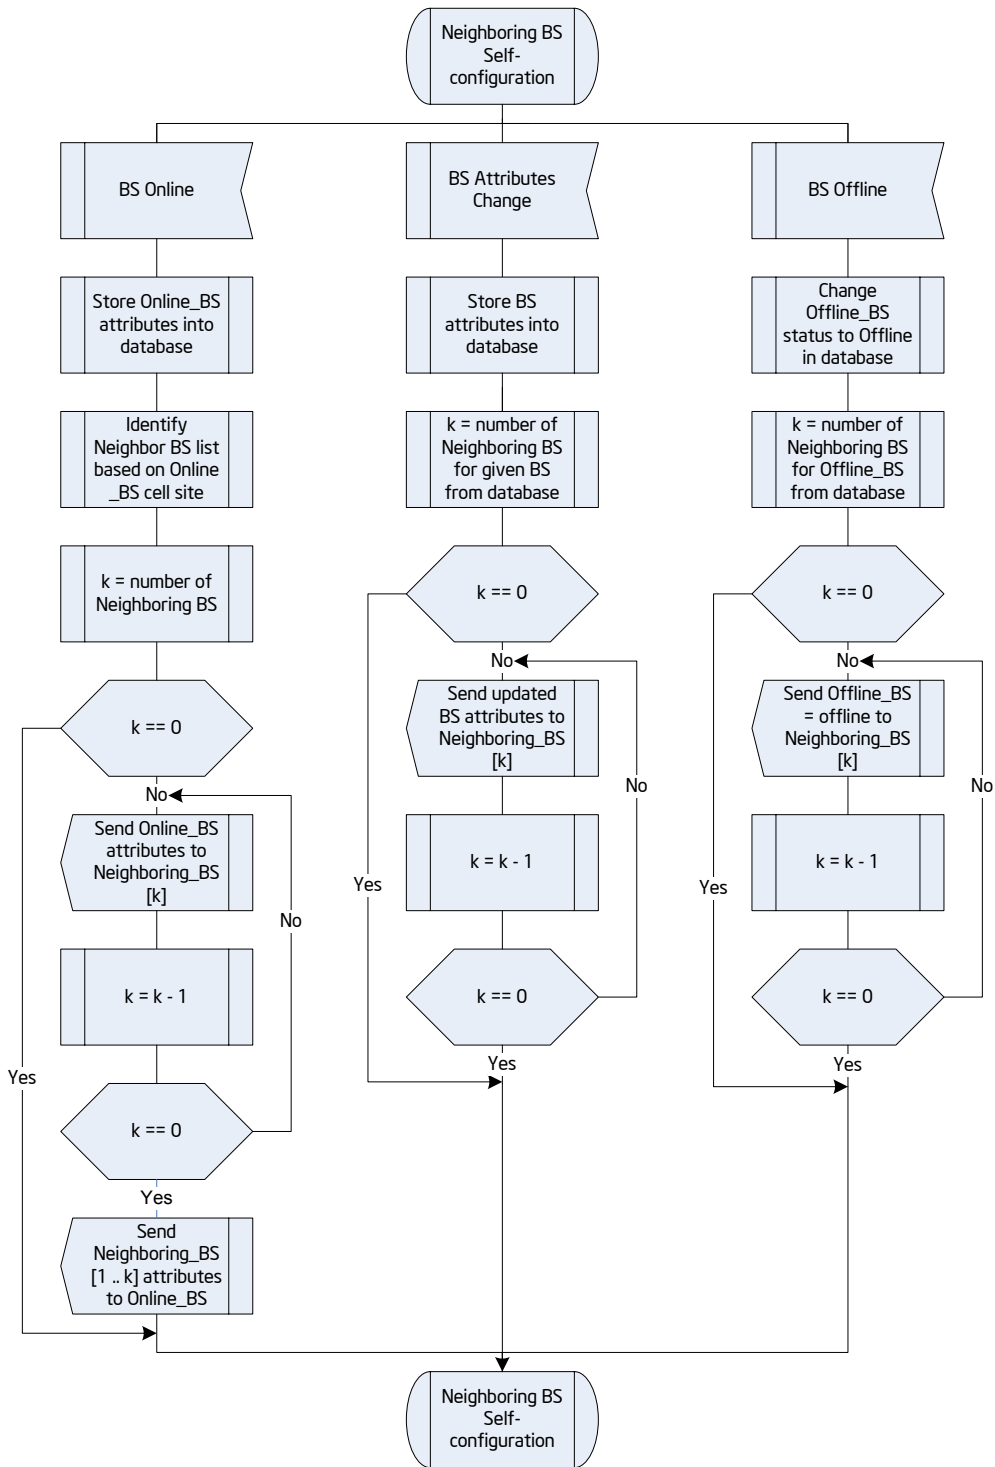 Neighboring BS
Self-
configuration
BS Online
Store Online_BS
attributes into
database
Identify
Neighbor BS list
based on Online
_BS cell site
k = number of
Neighboring BS
k == 0
No
Send Online_BS
attributes to
Neighboring_BS
[k]
No
k = k - 1
Yes
k == 0
Yes
Send
Neighboring_BS
[1 .. k] attributes
to Online_BS
BS Attributes
Change
Store BS
attributes into
database
k = number of
Neighboring BS
for given BS
from database
k == 0
No
Send updated
BS attributes to
Neighboring_BS
[k]
No
k = k - 1
Yes
k == 0
Yes
BS Offline
Change
Offline_BS
status to Offline
in database
k = number of
Neighboring BS
for Offline_BS
from database
k == 0
No
Send Offline_BS
= offline to
Neighboring_BS
[k]
No
k = k - 1
Yes
k == 0
Yes
Neighboring BS
Self-
configuration